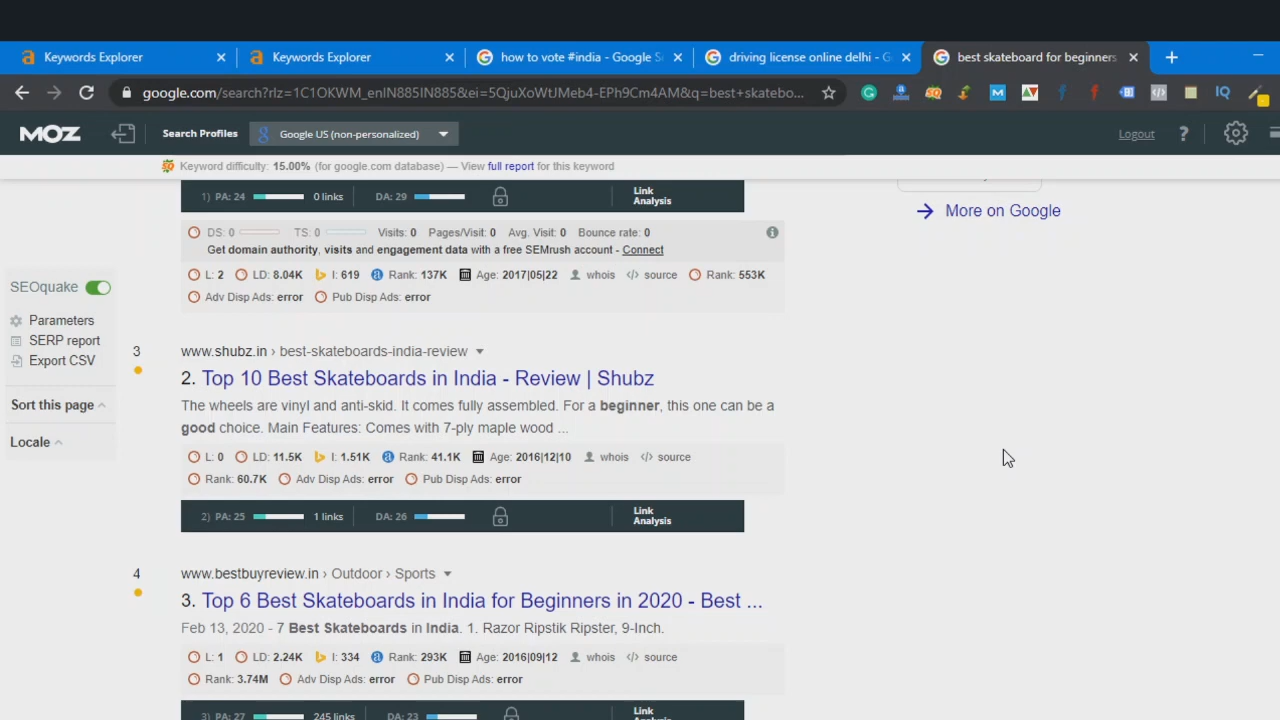 Keywords Explorer
Keywords Explorer
how to vote #india - Google S
driving license online delhi - G
best skateboard for beginners
google.com/search?rlz=1C1OKWM_enIN885IN885&ei=5QjuXoWtJMeb4-EPh9Cm4AM&q=best+skatebo...
MOZ
Search Profiles
Google US (non-personalized)
Logout
?
Keyword difficulty: 15.00% (for google.com database) — View full report for this keyword
1) PA: 24 0 links DA: 29 Link Analysis
More on Google
DS: 0 TS: 0 Visits: 0 Pages/Visit: 0 Avg. Visit: 0 Bounce rate: 0
Get domain authority, visits and engagement data with a free SEMrush account - Connect
L: 2 LD: 8.04K I: 619 Rank: 137K Age: 2017|05|22 whois source Rank: 553K
Adv Disp Ads: error Pub Disp Ads: error
SEOquake
Parameters
SERP report
Export CSV
Sort this page
Locale
3
www.shubz.in › best-skateboards-india-review
2. Top 10 Best Skateboards in India - Review | Shubz
The wheels are vinyl and anti-skid. It comes fully assembled. For a beginner, this one can be a
good choice. Main Features: Comes with 7-ply maple wood ...
L: 0 LD: 11.5K I: 1.51K Rank: 41.1K Age: 2016|12|10 whois source
Rank: 60.7K Adv Disp Ads: error Pub Disp Ads: error
2) PA: 25 1 links DA: 26 Link Analysis
4
www.bestbuyreview.in › Outdoor › Sports
3. Top 6 Best Skateboards in India for Beginners in 2020 - Best ...
Feb 13, 2020 - 7 Best Skateboards in India. 1. Razor Ripstik Ripster, 9-Inch.
L: 1 LD: 2.24K I: 334 Rank: 293K Age: 2016|09|12 whois source
Rank: 3.74M Adv Disp Ads: error Pub Disp Ads: error
3) PA: 27 245 links DA: 23 Link